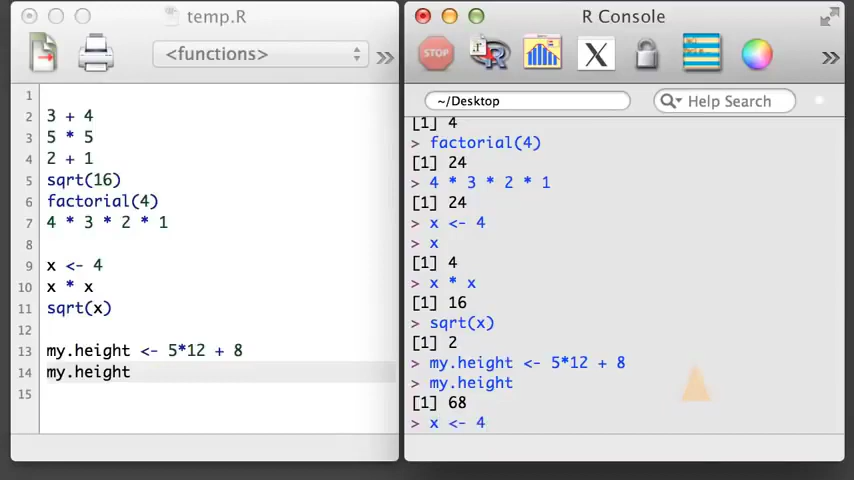 temp.R
<functions>
1
2 3 + 4
3 5 * 5
4 2 + 1
5 sqrt(16)
6 factorial(4)
7 4 * 3 * 2 * 1
8
9 x <- 4
10 x * x
11 sqrt(x)
12
13 my.height <- 5*12 + 8
14 my.height
15
R Console
STOP
R
X
~/Desktop
Help Search
[1] 4
> factorial(4)
[1] 24
> 4 * 3 * 2 * 1
[1] 24
> x <- 4
> x
[1] 4
> x * x
[1] 16
> sqrt(x)
[1] 2
> my.height <- 5*12 + 8
> my.height
[1] 68
> x <- 4